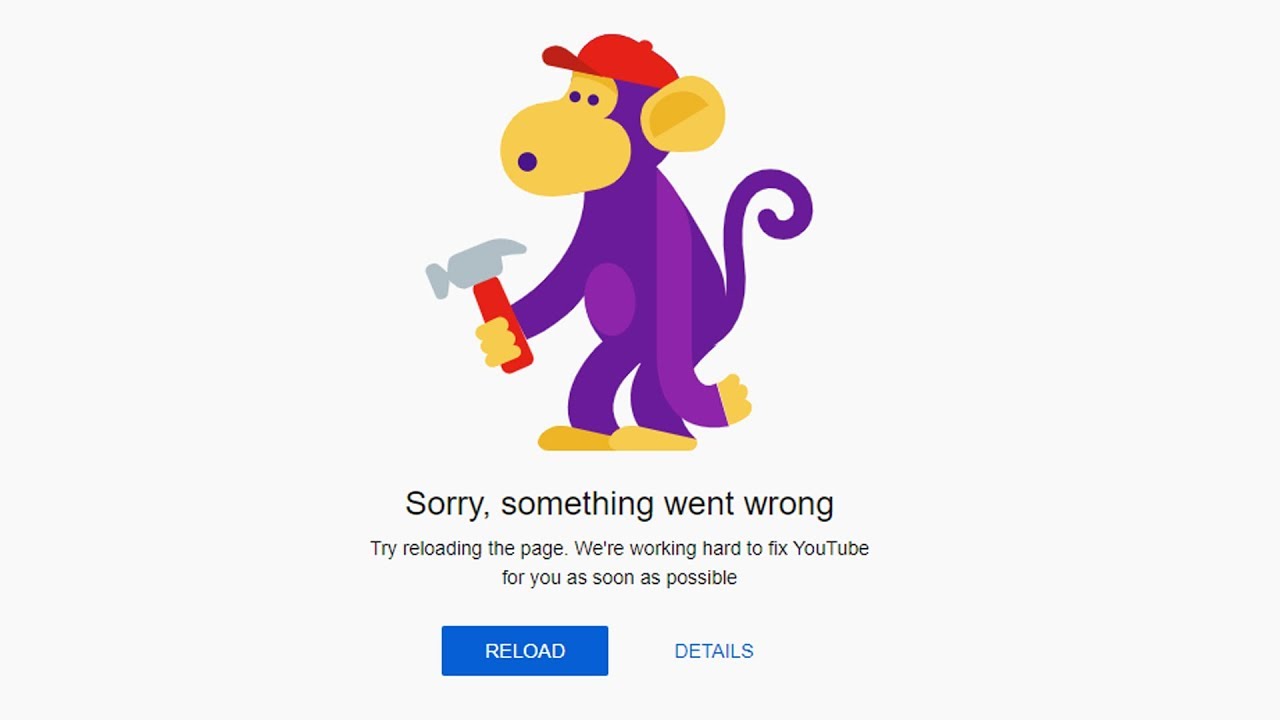 Sorry, something went wrong
Try reloading the page. We're working hard to fix YouTube
for you as soon as possible
RELOAD
DETAILS